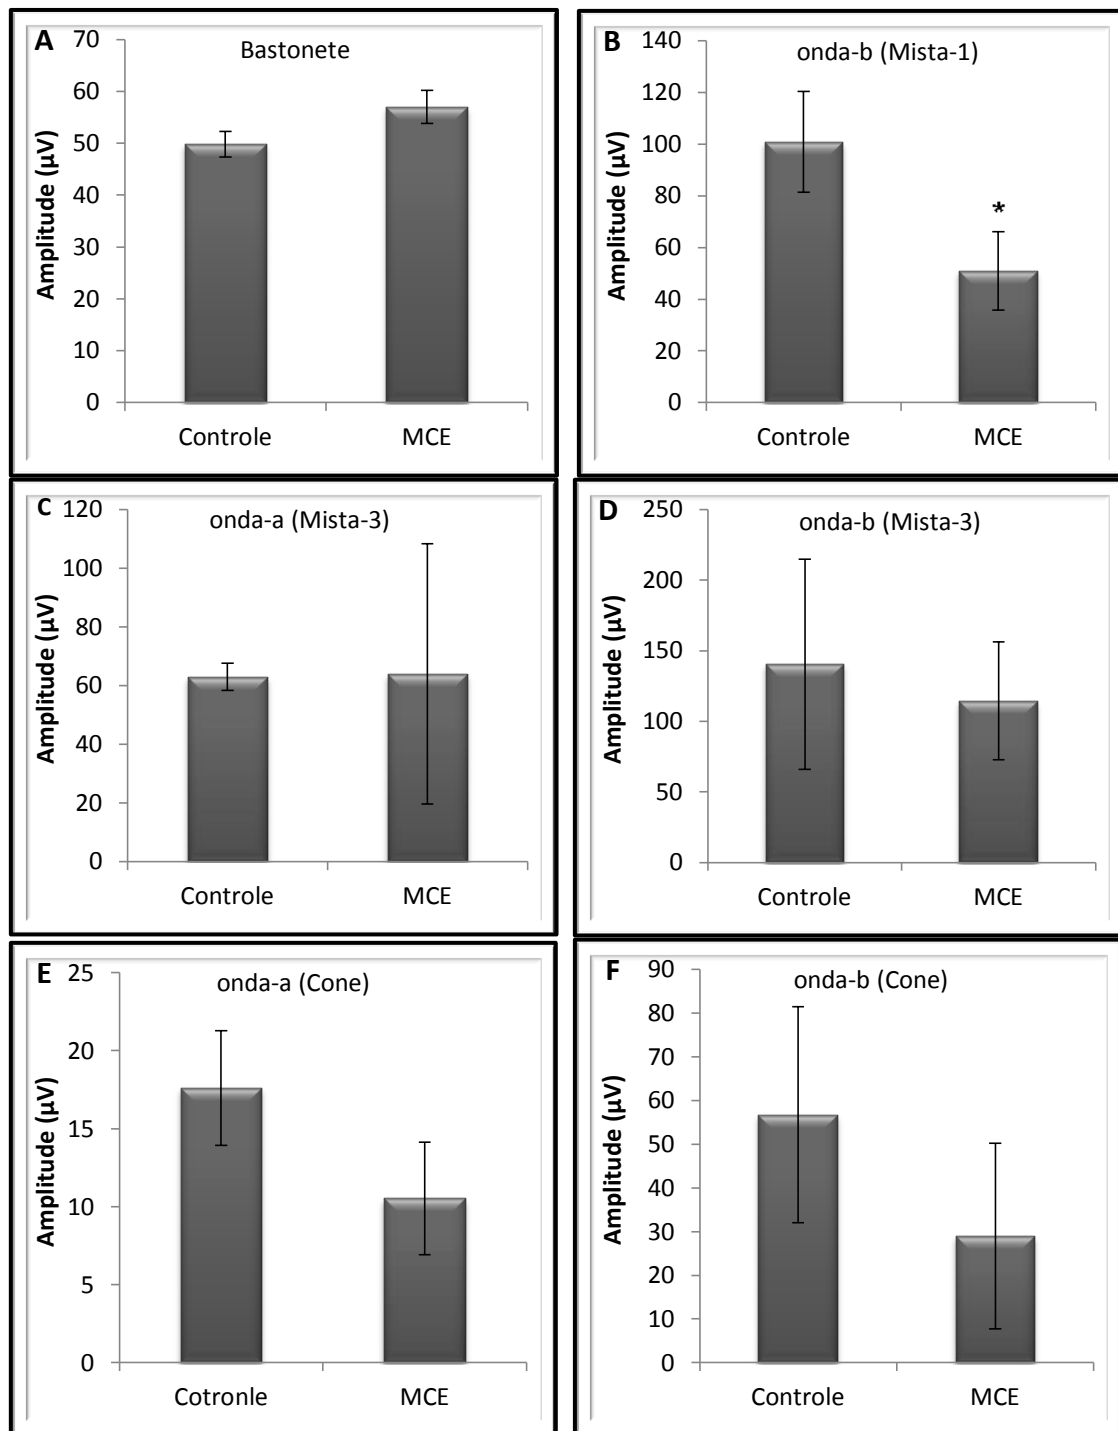 A
Bastonete
Amplitude (µV)
70
60
50
40
30
20
10
0
Controle
MCE
B
onda-b (Mista-1)
Amplitude (µV)
140
120
100
80
60
40
20
0
*
Controle
MCE
C
onda-a (Mista-3)
Amplitude (µV)
120
100
80
60
40
20
0
Controle
MCE
D
onda-b (Mista-3)
Amplitude (µV)
250
200
150
100
50
0
Controle
MCE
E
onda-a (Cone)
Amplitude (µV)
25
20
15
10
5
0
Cotronle
MCE
F
onda-b (Cone)
Amplitude (µV)
90
80
70
60
50
40
30
20
10
0
Controle
MCE